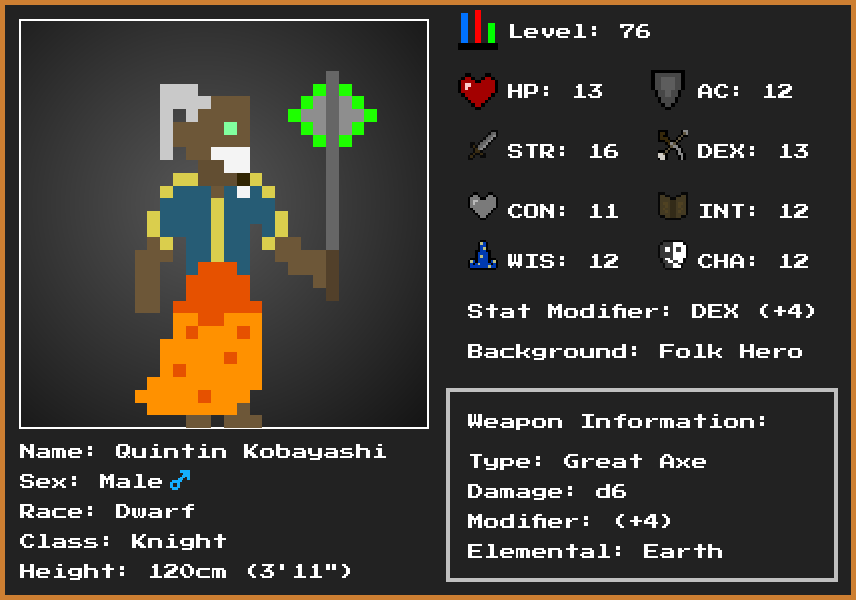 Level: 76
HP: 13
AC: 12
STR: 16
DEX: 13
CON: 11
INT: 12
WIS: 12
CHA: 12
Stat Modifier: DEX (+4)
Background: Folk Hero
Name: Quintin Kobayashi
Sex: Male♂
Race: Dwarf
Class: Knight
Height: 120cm (3'11")
Weapon Information:
Type: Great Axe
Damage: d6
Modifier: (+4)
Elemental: Earth